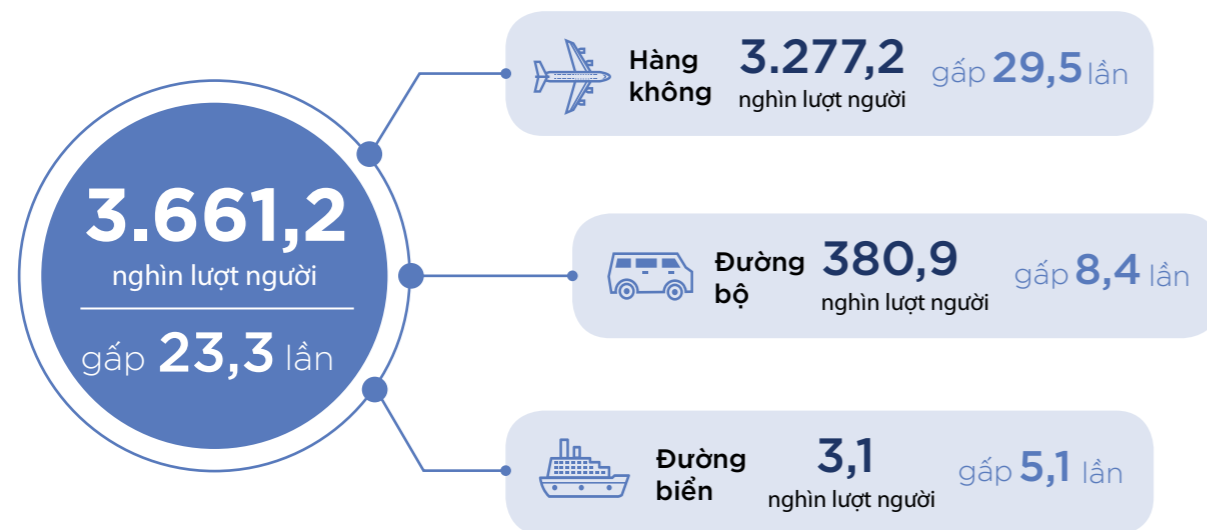 3.661,2
nghìn lượt người
gấp 23,3 lần
Hàng
không
3.277,2
nghìn lượt người
gấp 29,5 lần
Đường
bộ
380,9
nghìn lượt người
gấp 8,4 lần
Đường
biển
3,1
nghìn lượt người
gấp 5,1 lần